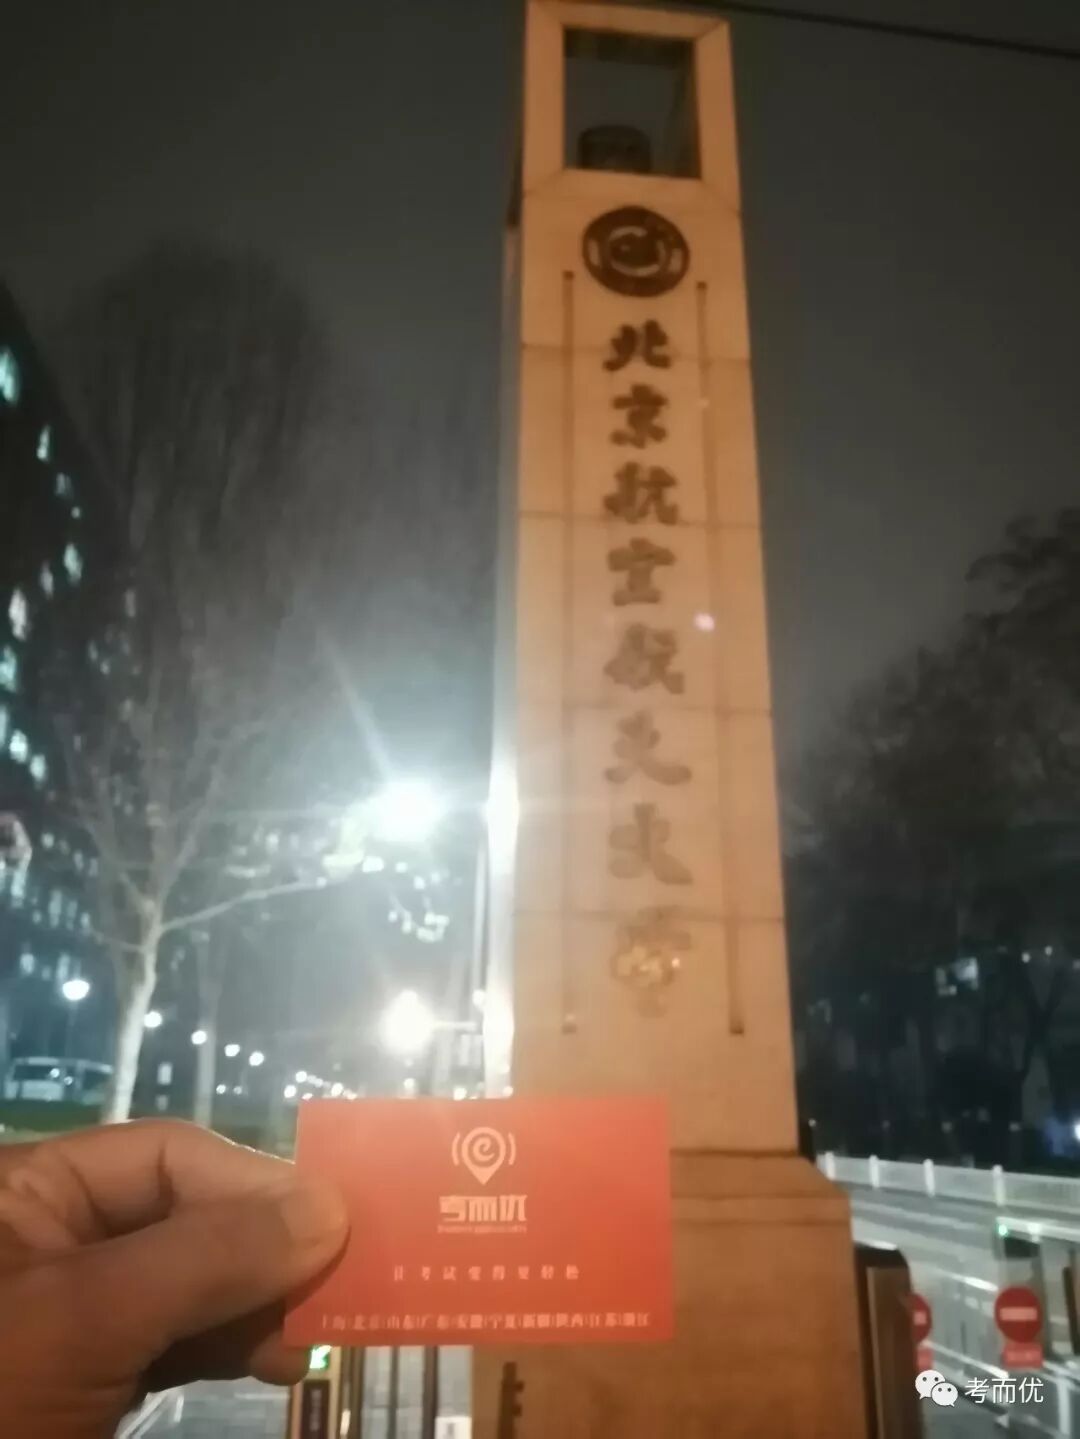 北京航空航天大學
考而优
让考试变得更轻松
上海|北京|山东|广东|安徽|宁夏|新疆|陕西|江苏|浙江
考而优